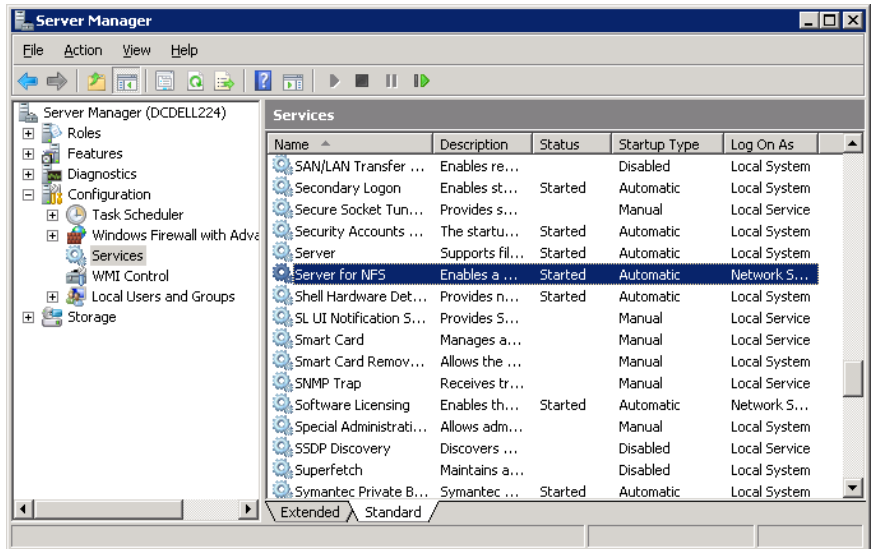 Server Manager
File Action View Help
Server Manager (DCDELL224)
Roles
Features
Diagnostics
Configuration
Task Scheduler
Windows Firewall with Adva
Services
WMI Control
Local Users and Groups
Storage
Services
Name Description Status Startup Type Log On As
SAN/LAN Transfer ... Enables re... Disabled Local System
Secondary Logon Enables st... Started Automatic Local System
Secure Socket Tun... Provides s... Manual Local Service
Security Accounts ... The startu... Started Automatic Local System
Server Supports fil... Started Automatic Local System
Server for NFS Enables a ... Started Automatic Network S...
Shell Hardware Det... Provides n... Started Automatic Local System
SL UI Notification S... Provides S... Manual Local Service
Smart Card Manages a... Manual Local Service
Smart Card Remov... Allows the ... Manual Local System
SNMP Trap Receives tr... Manual Local Service
Software Licensing Enables th... Started Automatic Network S...
Special Administrati... Allows adm... Manual Local System
SSDP Discovery Discovers ... Disabled Local Service
Superfetch Maintains a... Disabled Local System
Symantec Private B... Symantec ... Started Automatic Local System
Extended Standard